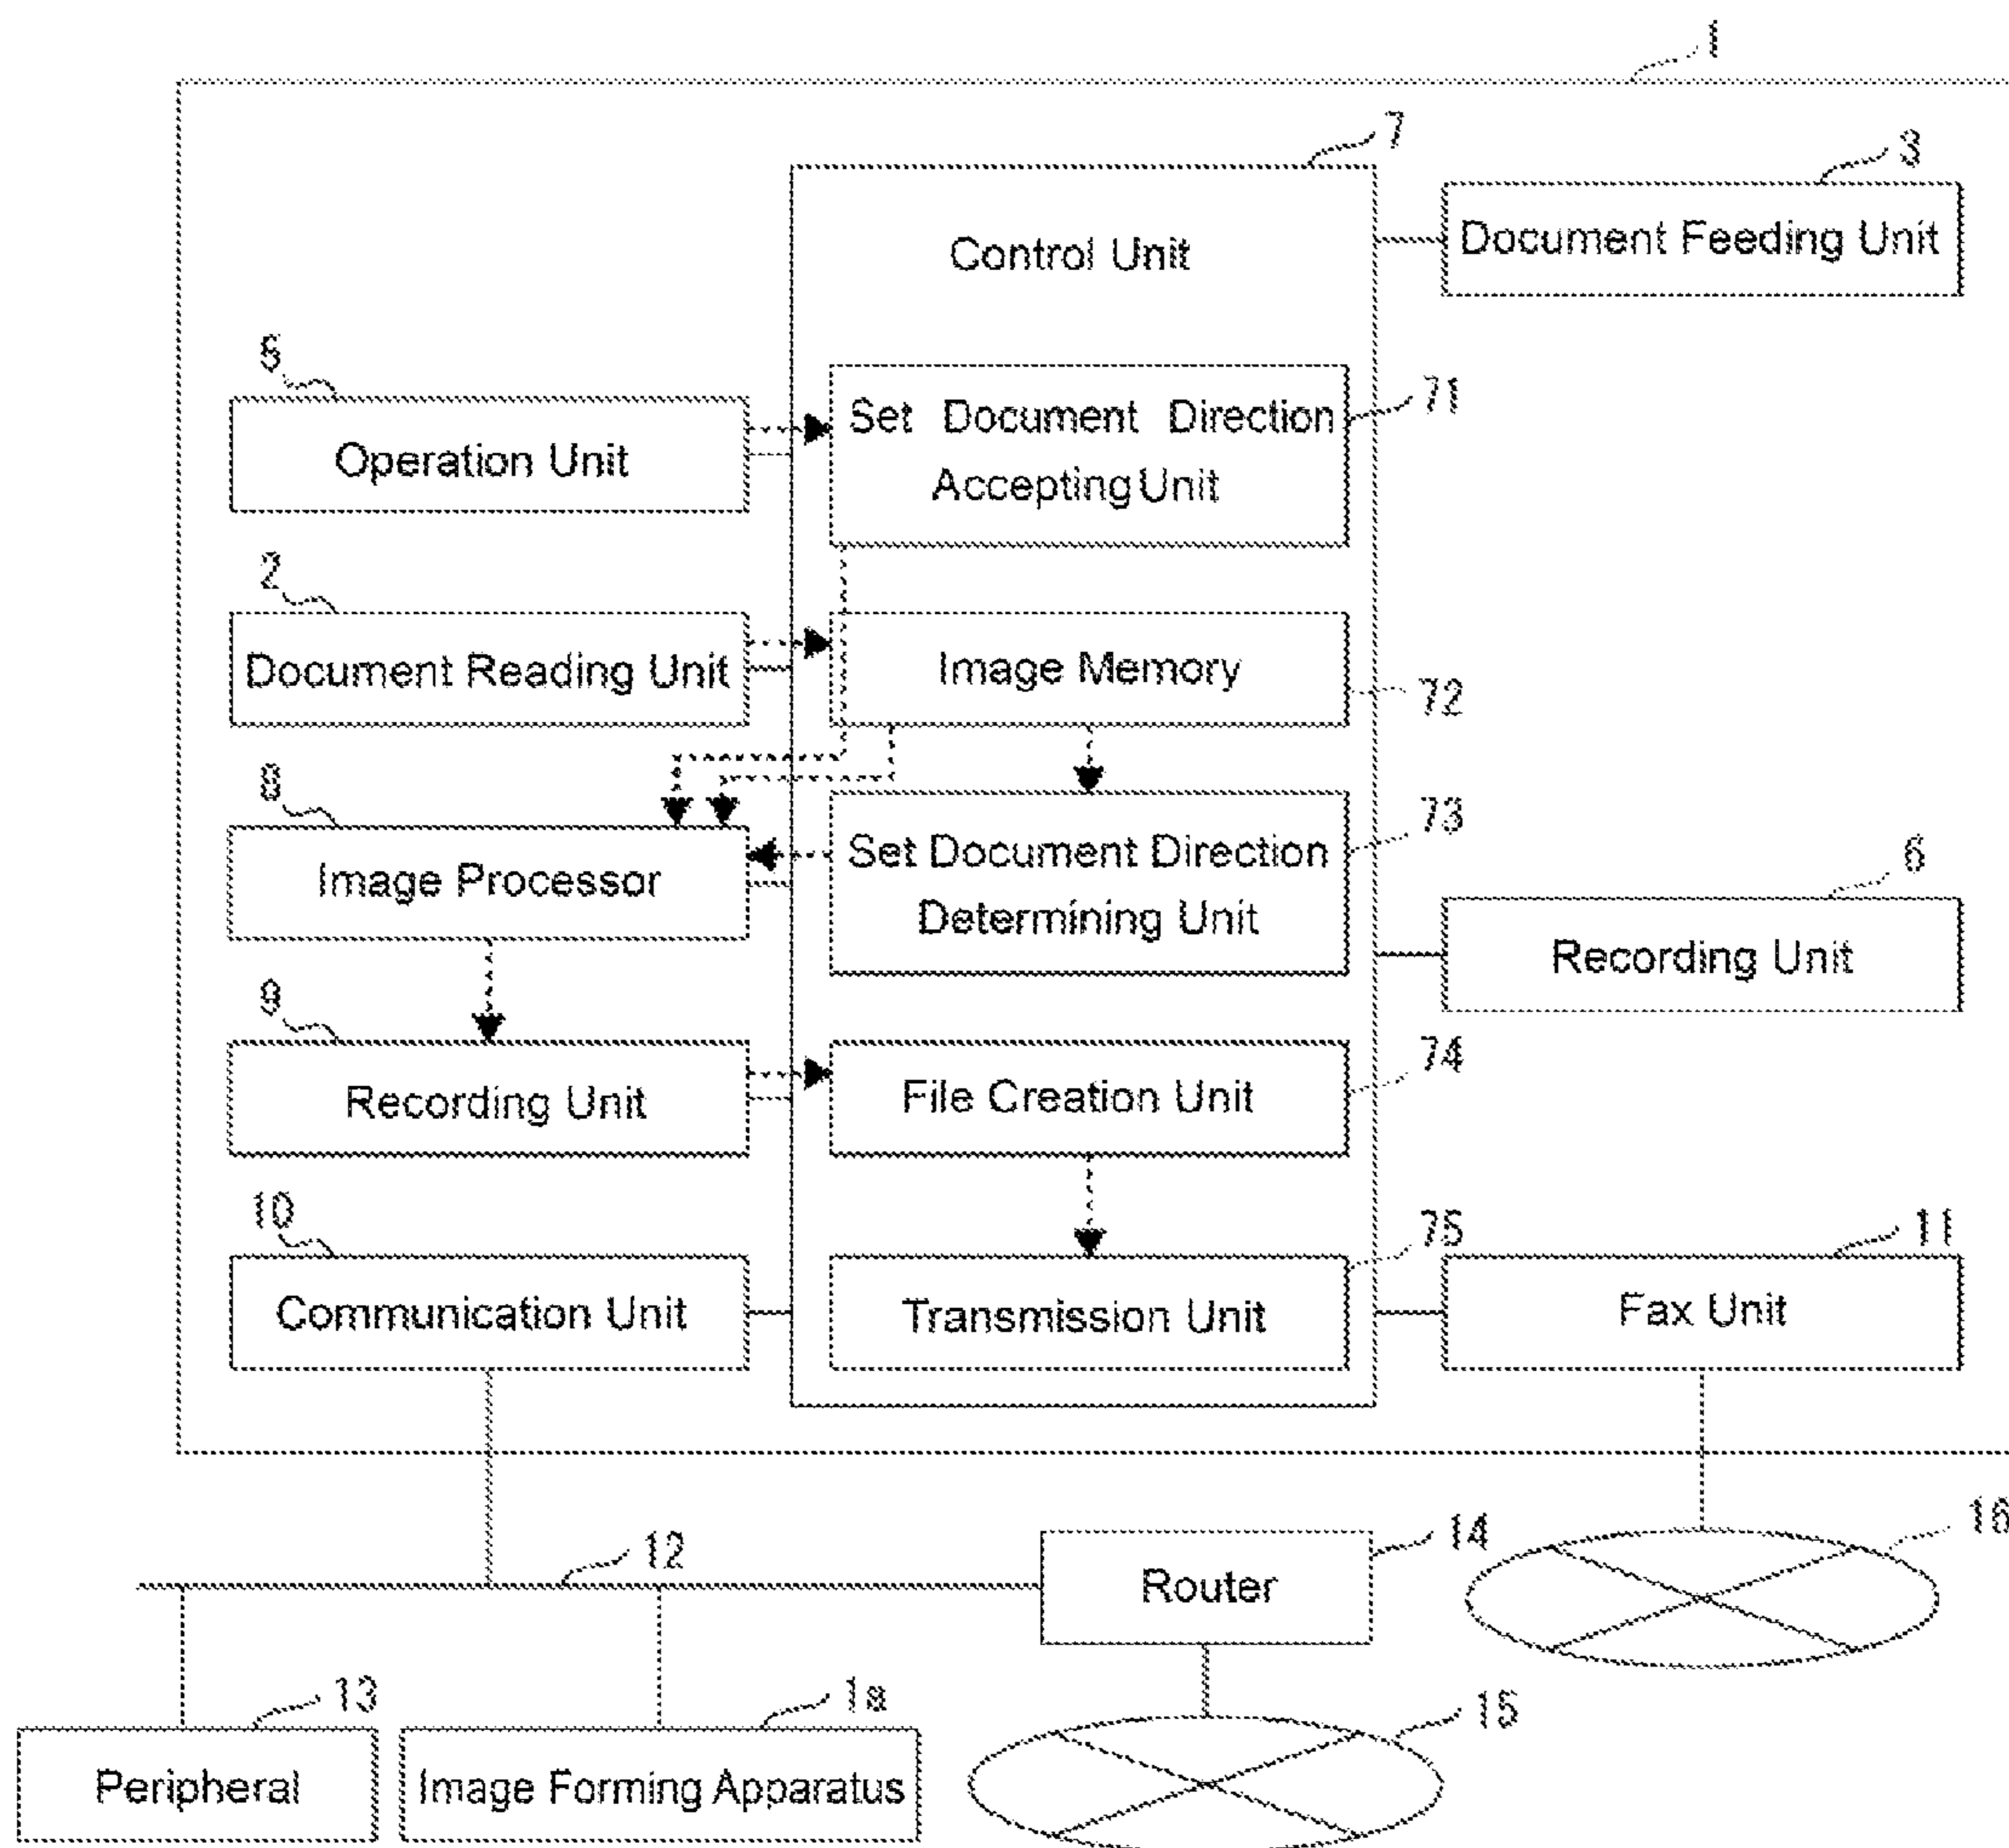 1
7
3
Control Unit
Document Feeding Unit
5
71
Set Document Direction
Accepting Unit
Operation Unit
2
Document Reading Unit
Image Memory
72
8
73
Image Processor
Set Document Direction
Determining Unit
6
Recording Unit
9
74
Recording Unit
File Creation Unit
10
75
11
Communication Unit
Transmission Unit
Fax Unit
12
14
16
Router
13
1a
15
Peripheral
Image Forming Apparatus